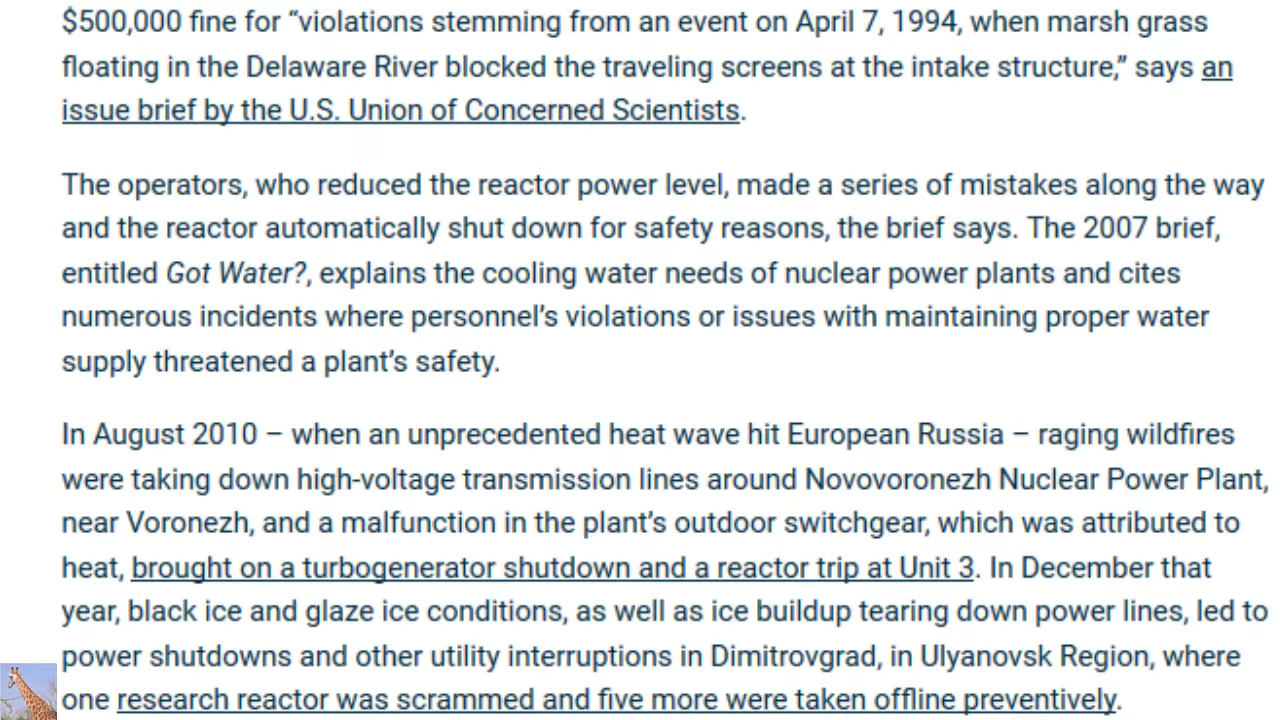 $500,000 fine for “violations stemming from an event on April 7, 1994, when marsh grass
floating in the Delaware River blocked the traveling screens at the intake structure,” says an
issue brief by the U.S. Union of Concerned Scientists.
The operators, who reduced the reactor power level, made a series of mistakes along the way
and the reactor automatically shut down for safety reasons, the brief says. The 2007 brief,
entitled Got Water?, explains the cooling water needs of nuclear power plants and cites
numerous incidents where personnel’s violations or issues with maintaining proper water
supply threatened a plant’s safety.
In August 2010 – when an unprecedented heat wave hit European Russia – raging wildfires
were taking down high-voltage transmission lines around Novovoronezh Nuclear Power Plant,
near Voronezh, and a malfunction in the plant’s outdoor switchgear, which was attributed to
heat, brought on a turbogenerator shutdown and a reactor trip at Unit 3. In December that
year, black ice and glaze ice conditions, as well as ice buildup tearing down power lines, led to
power shutdowns and other utility interruptions in Dimitrovgrad, in Ulyanovsk Region, where
one research reactor was scrammed and five more were taken offline preventively.